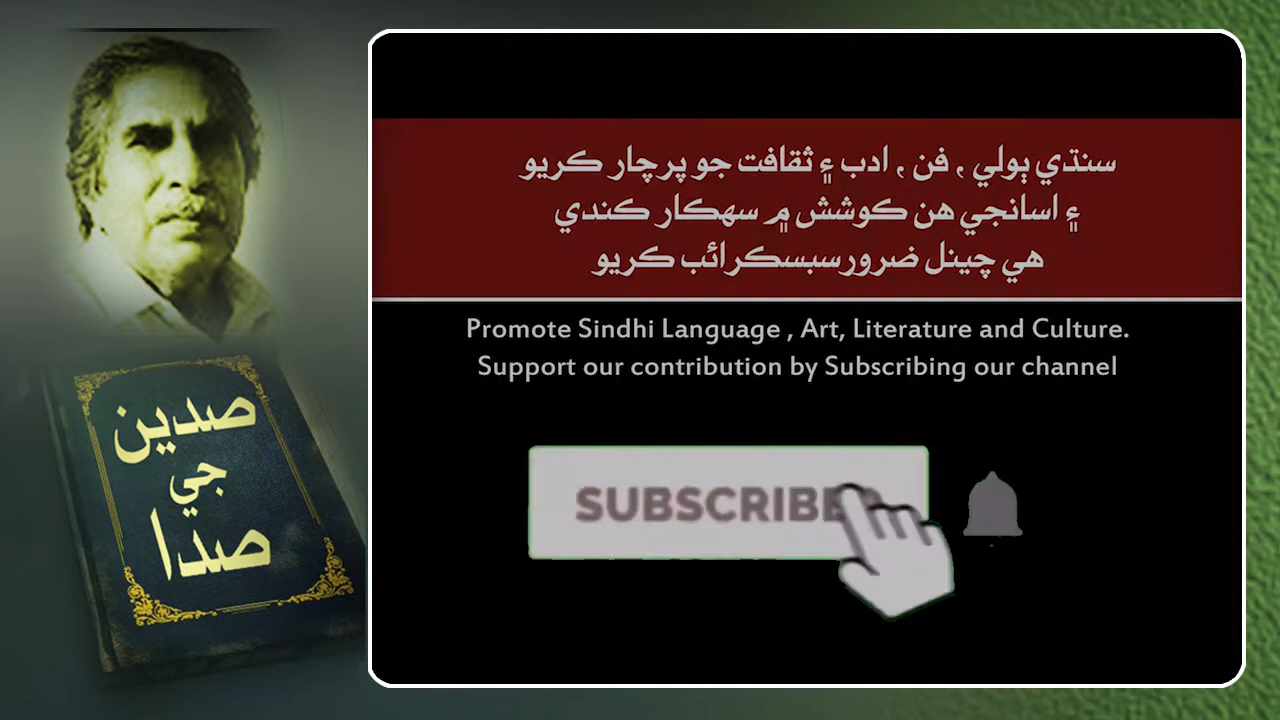 سنڌي ٻولي ، فن ، ادب ۽ ثقافت جو پرچار ڪريو
۽ اسانجي هن ڪوشش ۾ سهڪار ڪندي
هي چينل ضرور سبسڪرائب ڪريو
Promote Sindhi Language , Art, Literature and Culture.
Support our contribution by Subscribing our channel
SUBSCRIBE
صدين
جي
صدا